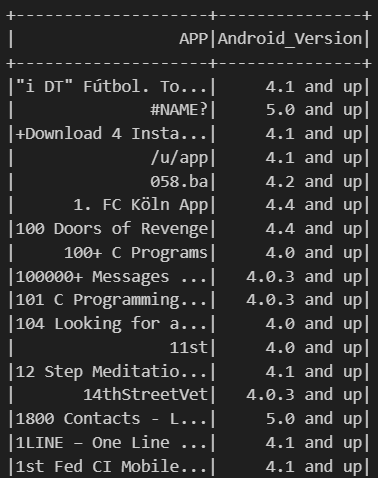 +--------------------+---------------+
|                 APP|Android_Version|
+--------------------+---------------+
|"i DT" Fútbol. To...|     4.1 and up|
|              #NAME?|     5.0 and up|
|+Download 4 Insta...|     4.1 and up|
|              /u/app|     4.1 and up|
|              058.ba|     4.2 and up|
|      1. FC Köln App|     4.4 and up|
|100 Doors of Revenge|     4.4 and up|
|     100+ C Programs|     4.0 and up|
|100000+ Messages ...|   4.0.3 and up|
|101 C Programming...|   4.0.3 and up|
|104 Looking for a...|     4.0 and up|
|                11st|     4.0 and up|
|12 Step Meditatio...|     4.1 and up|
|       14thStreetVet|   4.0.3 and up|
|1800 Contacts - L...|     5.0 and up|
|1LINE – One Line ...|     4.1 and up|
|1st Fed CI Mobile...|     4.1 and up|